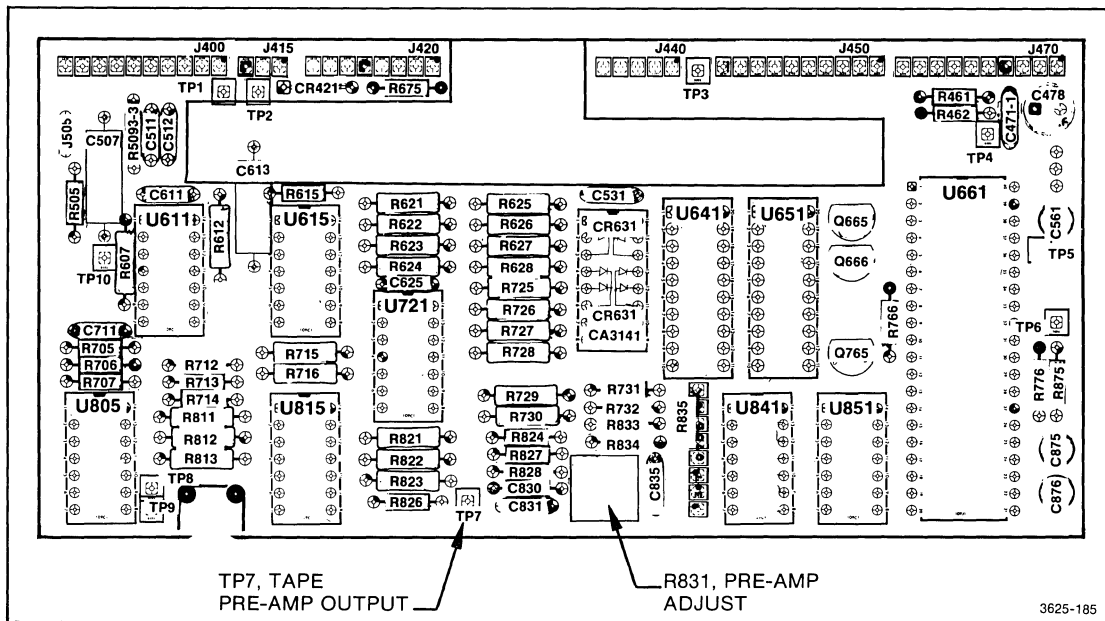 J400 J415 J420 J440 J450 J470
TP1 TP2 CR421 R675 TP3 R461 R462 TP4 C471-1 C478
J505 C507 R5093-3 C511 C512 C613
R505 C611 R615 R621 C625 C531
U611 R612 U615 R622 R623 R624 C625 U721
R625 R626 R627 R628 R725 R726 R727 R728
CR631 CR631 CA3141
U641 U651 Q665 Q666 Q765 R766 U661 C561 TP5 TP6
TP10 R607 C711
R705 R706 R707
R712 R713 R714
R715 R716
R729 R730
R731 R732 R833 R834 R835
R776 R875
U805 R811 R812 R813 U815
R821 R822 R823 R826
R824 R827 R828 C830 C831
C835 U841 U851 C875 C876
TP8 TP9 TP7
TP7, TAPE
PRE-AMP OUTPUT
R831, PRE-AMP
ADJUST
3625-185